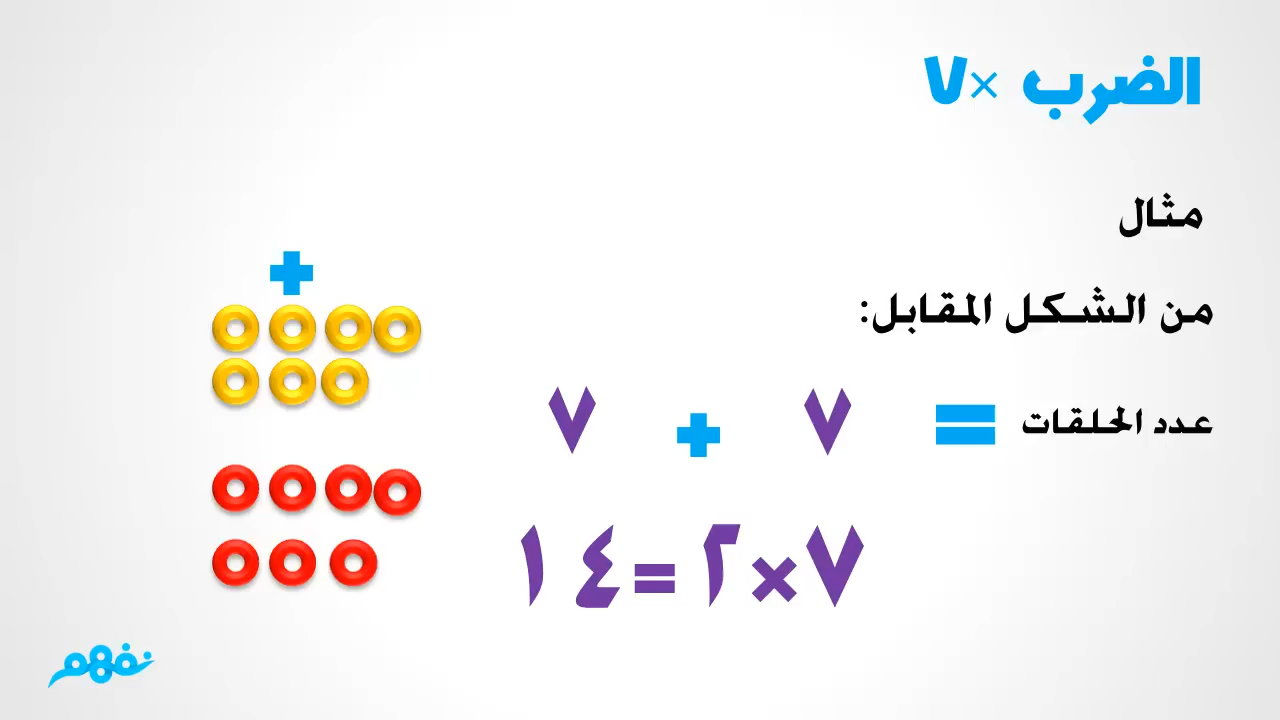 الضرب ×٧
مثال
من الشكل المقابل:
عدد الحلقات = ٧ + ٧
٧×٢=١٤
نفهم